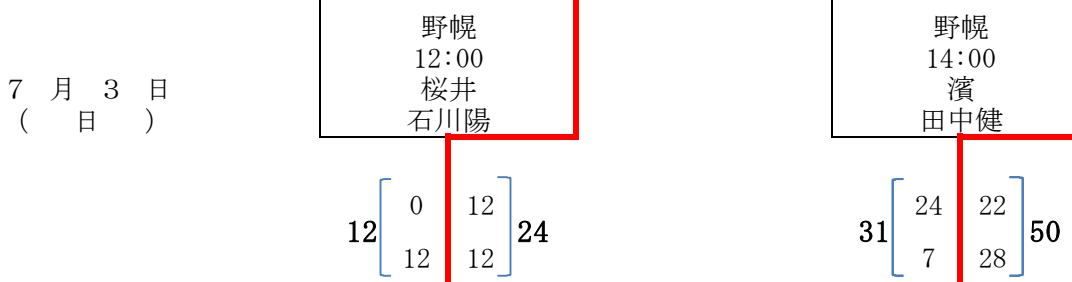 野幌
12:00
桜井
石川陽
野幌
14:00
濱
田中健
７ 月 ３ 日
( 日 )
0 12
12 24
12 12
24 22
31 50
7 28